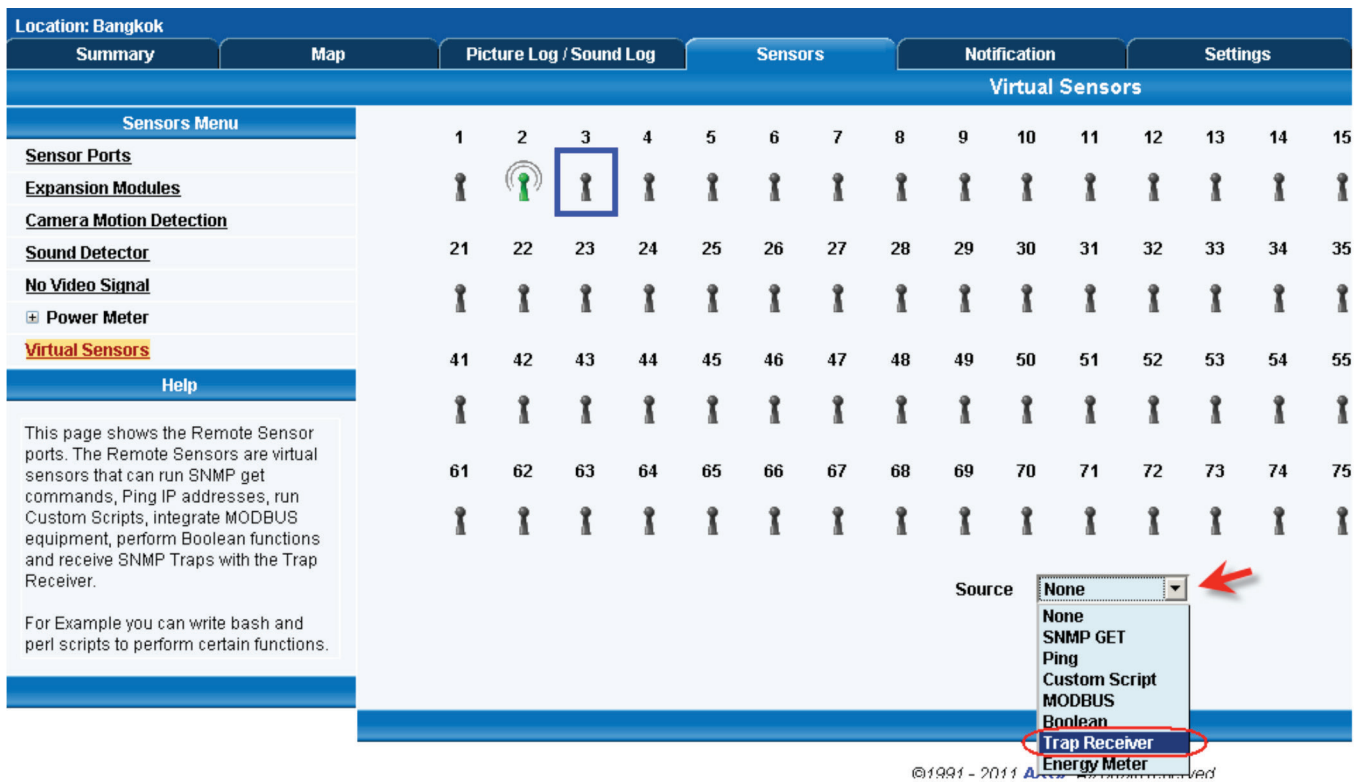 Location: Bangkok
Summary Map Picture Log / Sound Log Sensors Notification Settings
Virtual Sensors
Sensors Menu
Sensor Ports
Expansion Modules
Camera Motion Detection
Sound Detector
No Video Signal
Power Meter
Virtual Sensors
Help
This page shows the Remote Sensor
ports. The Remote Sensors are virtual
sensors that can run SNMP get
commands, Ping IP addresses, run
Custom Scripts, integrate MODBUS
equipment, perform Boolean functions
and receive SNMP Traps with the Trap
Receiver.
For Example you can write bash and
perl scripts to perform certain functions.
1 2 3 4 5 6 7 8 9 10 11 12 13 14 15
21 22 23 24 25 26 27 28 29 30 31 32 33 34 35
41 42 43 44 45 46 47 48 49 50 51 52 53 54 55
61 62 63 64 65 66 67 68 69 70 71 72 73 74 75
Source None
None
SNMP GET
Ping
Custom Script
MODBUS
Boolean
Trap Receiver
Energy Meter
©1991 - 2011